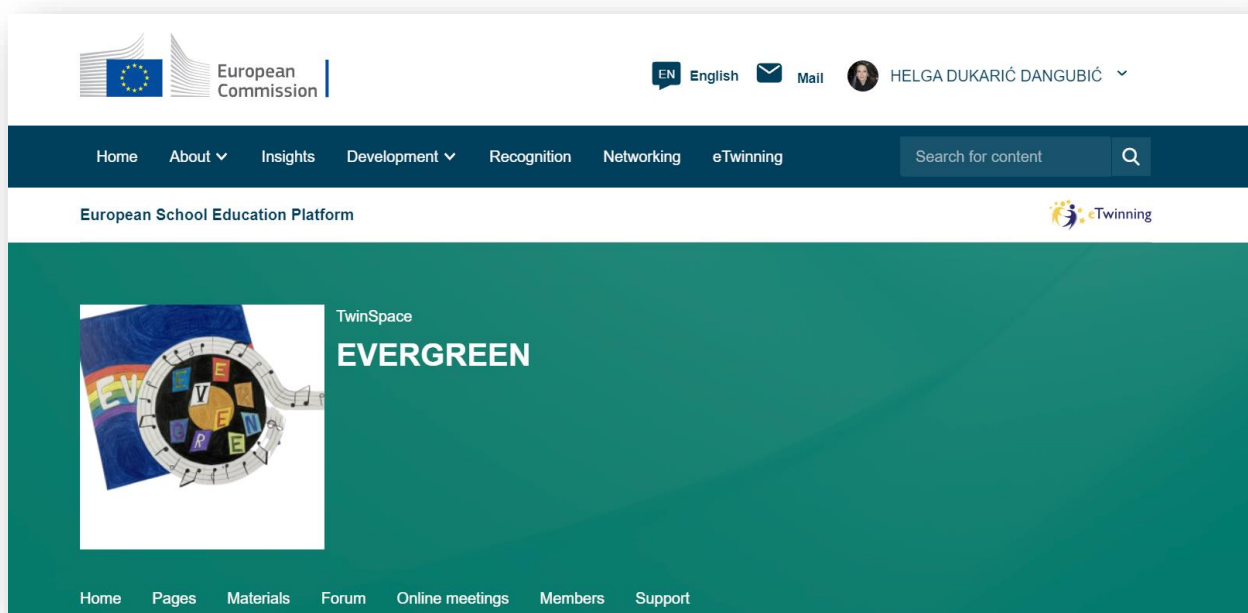 European
Commission
EN English Mail HELGA DUKARIĆ DANGUBIĆ
Home About Insights Development Recognition Networking eTwinning Search for content
European School Education Platform eTwinning
TwinSpace
EVERGREEN
EV
E V E
V E
G R E E N
Home Pages Materials Forum Online meetings Members Support